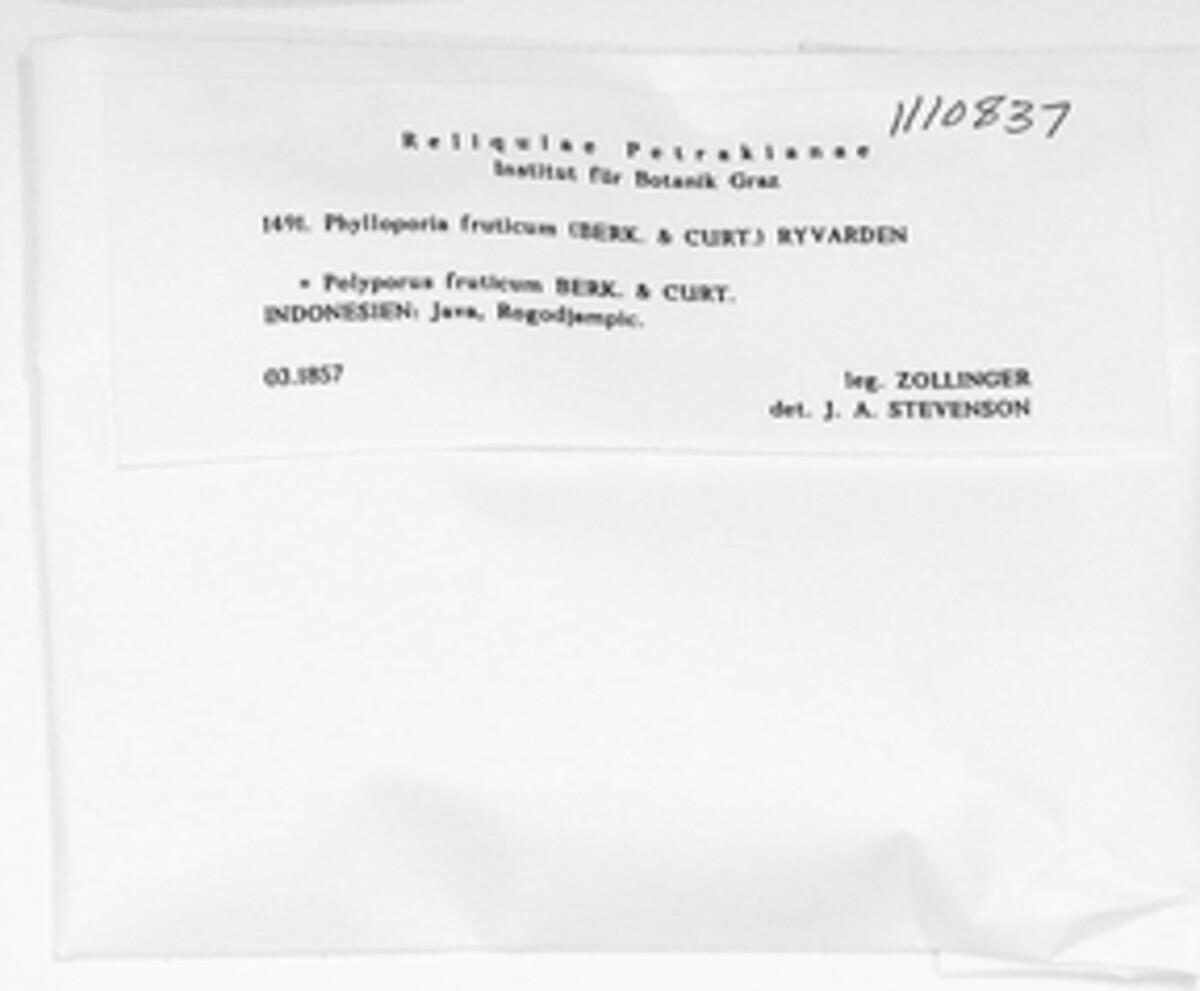 1110837
Reliquiae Petrakianae
Institut für Botanik Graz
1491. Phylloporia fruticum (BERK. & CURT.) RYVARDEN
= Polyporus fruticum BERK. & CURT.
INDONESIEN: Java, Rogodjampic.
03.1857
leg. ZOLLINGER
det. J. A. STEVENSON